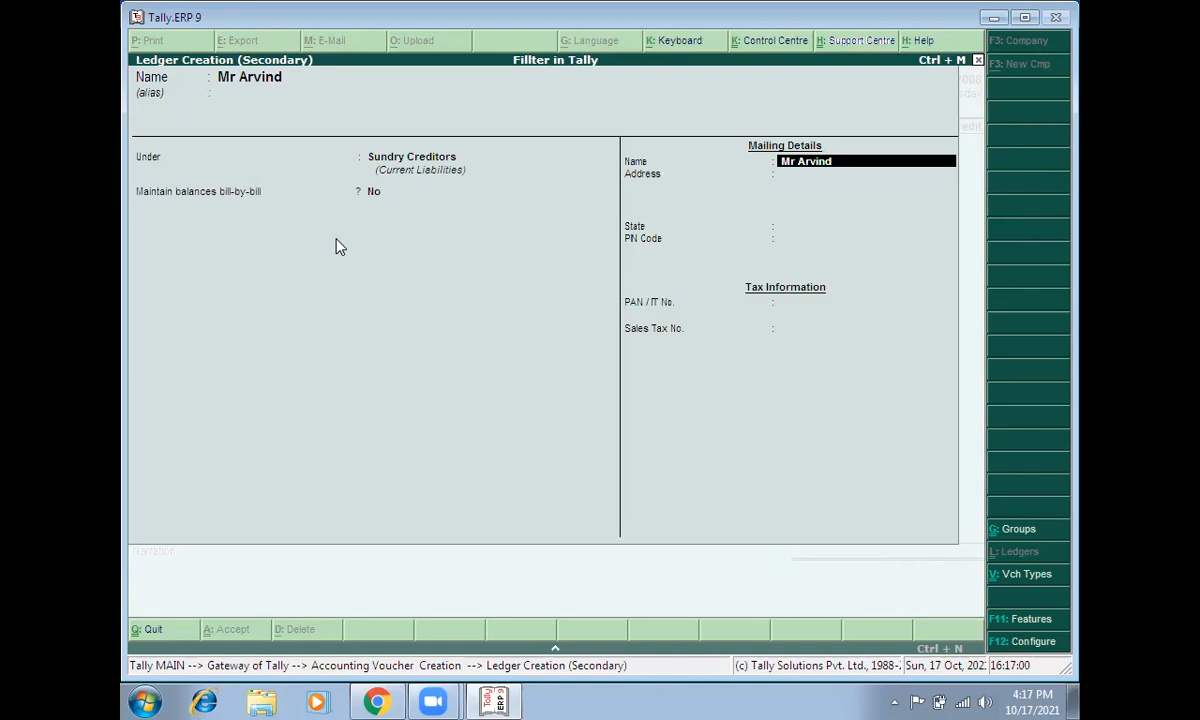 Tally.ERP 9
P: Print E: Export M: E-Mail O: Upload G: Language K: Keyboard K: Control Centre H: Support Centre H: Help F3: Company
Ledger Creation (Secondary) Fillter in Tally Ctrl + M F3: New Cmp
Name : Mr Arvind
(alias) :
Mailing Details
Under : Sundry Creditors
(Current Liabilities)
Name : Mr Arvind
Address :
Maintain balances bill-by-bill ? No
State :
PIN Code :
Tax Information
PAN / IT No. :
Sales Tax No. :
G: Groups
L: Ledgers
V: Vch Types
F11: Features
F12: Configure
Narration:
Q: Quit A: Accept D: Delete
Ctrl + N
Tally MAIN --> Gateway of Tally --> Accounting Voucher Creation --> Ledger Creation (Secondary) (c) Tally Solutions Pvt. Ltd., 1988-2 Sun, 17 Oct, 202 16:17:00
4:17 PM
10/17/2021